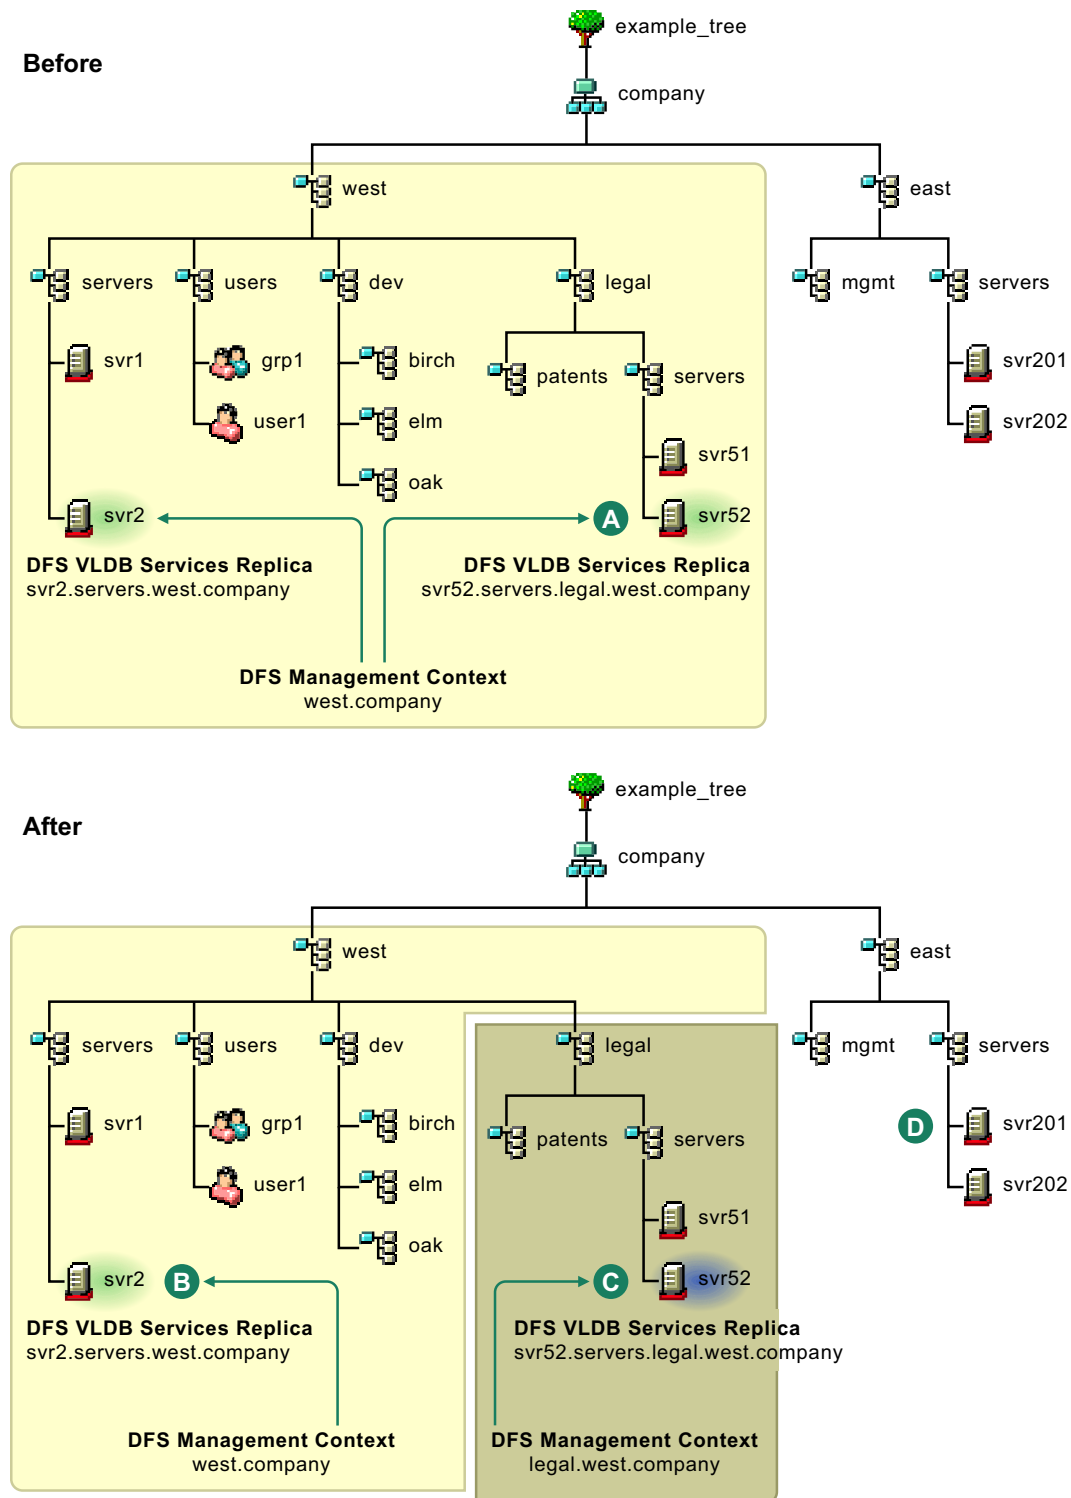 example_tree
Before
company
west
east
servers
users
dev
legal
mgmt
servers
svr1
grp1
birch
patents
servers
svr201
user1
elm
svr202
svr51
oak
svr2
A
svr52
DFS VLDB Services Replica
svr2.servers.west.company
DFS VLDB Services Replica
svr52.servers.legal.west.company
DFS Management Context
west.company
example_tree
After
company
west
east
servers
users
dev
legal
mgmt
servers
svr1
grp1
birch
patents
servers
D
svr201
user1
elm
svr202
svr51
oak
svr2
B
C
svr52
DFS VLDB Services Replica
svr2.servers.west.company
DFS VLDB Services Replica
svr52.servers.legal.west.company
DFS Management Context
west.company
DFS Management Context
legal.west.company